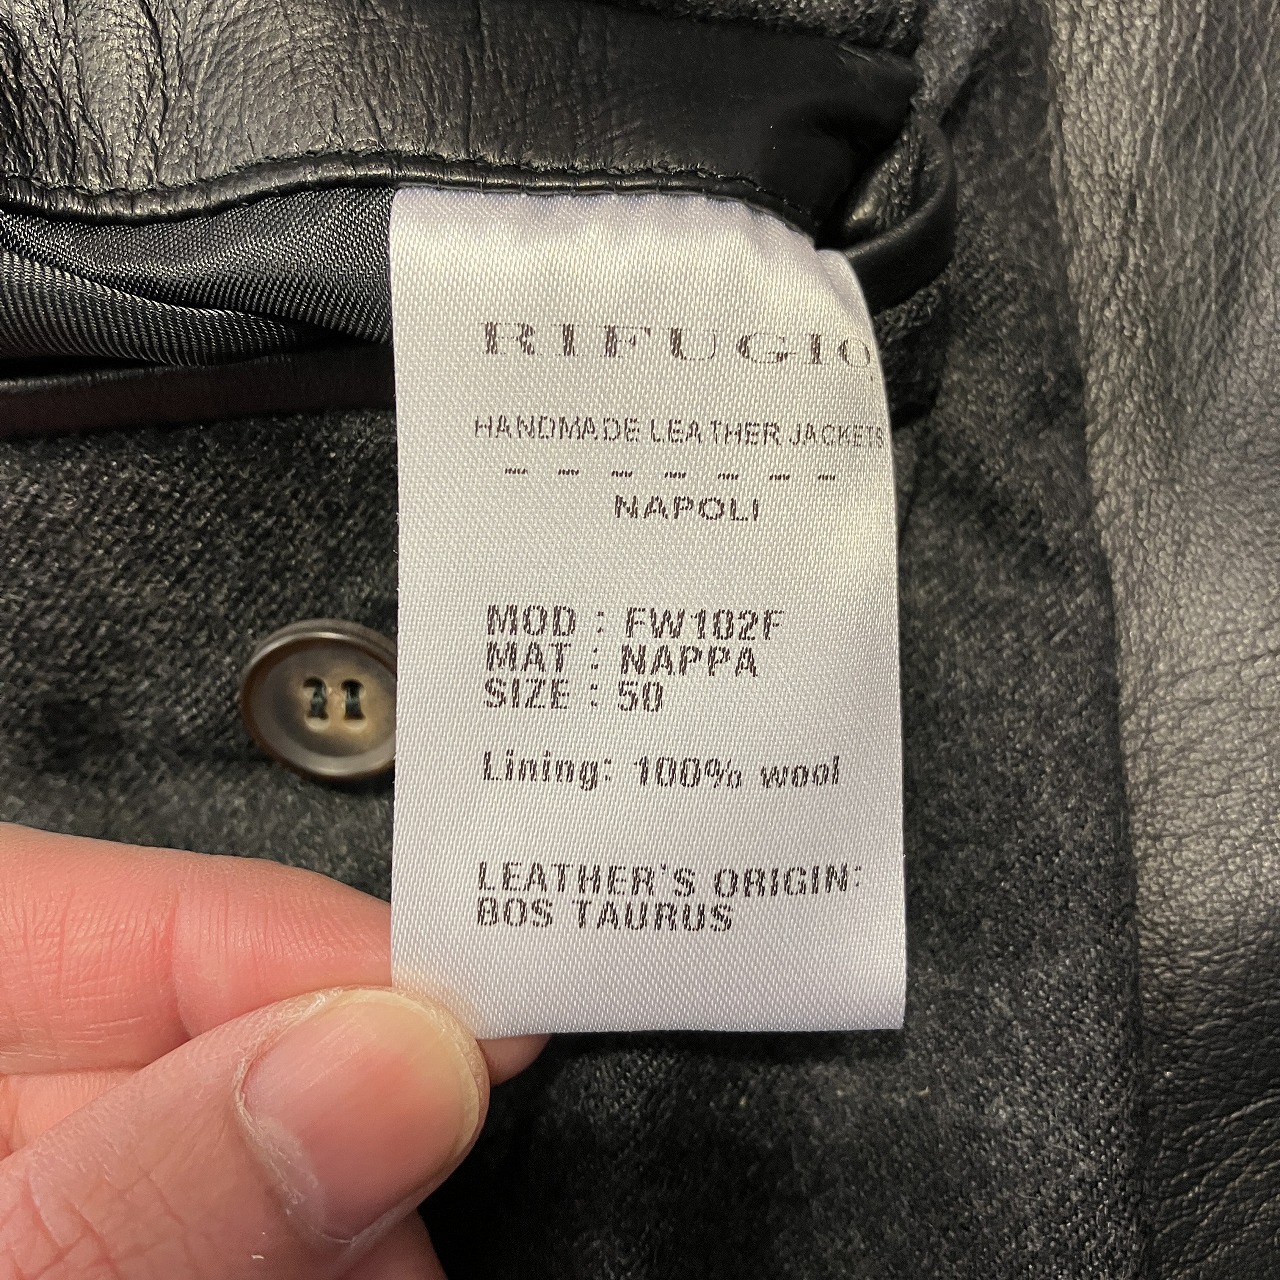 RIFUGIO
HANDMADE LEATHER JACKETS
NAPOLI
MOD : FW102F
MAT : NAPPA
SIZE : 50
Lining: 100% wool
LEATHER'S ORIGIN:
BOS TAURUS